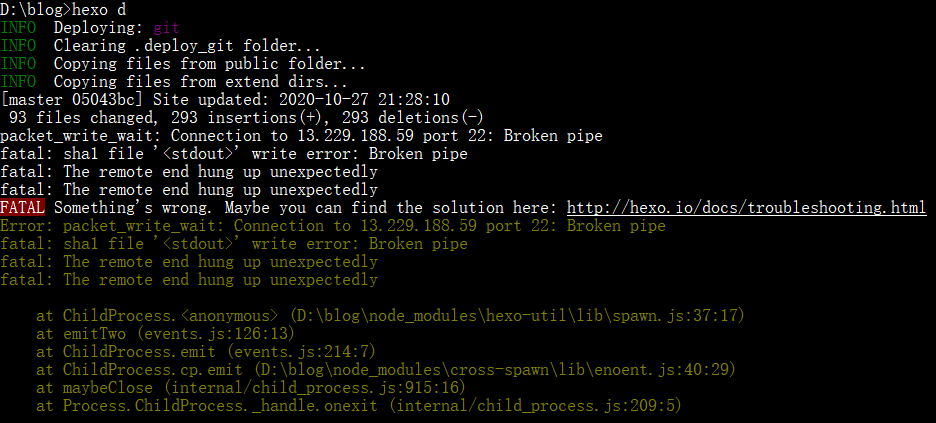 D:\blog>hexo d
INFO  Deploying: git
INFO  Clearing .deploy_git folder...
INFO  Copying files from public folder...
INFO  Copying files from extend dirs...
[master 05043bc] Site updated: 2020-10-27 21:28:10
 93 files changed, 293 insertions(+), 293 deletions(-)
packet_write_wait: Connection to 13.229.188.59 port 22: Broken pipe
fatal: sha1 file '<stdout>' write error: Broken pipe
fatal: The remote end hung up unexpectedly
fatal: The remote end hung up unexpectedly
FATAL Something's wrong. Maybe you can find the solution here: http://hexo.io/docs/troubleshooting.html
Error: packet_write_wait: Connection to 13.229.188.59 port 22: Broken pipe
fatal: sha1 file '<stdout>' write error: Broken pipe
fatal: The remote end hung up unexpectedly
fatal: The remote end hung up unexpectedly
    at ChildProcess.<anonymous> (D:\blog\node_modules\hexo-util\lib\spawn.js:37:17)
    at emitTwo (events.js:126:13)
    at ChildProcess.emit (events.js:214:7)
    at ChildProcess.cp.emit (D:\blog\node_modules\cross-spawn\lib\enoent.js:40:29)
    at maybeClose (internal/child_process.js:915:16)
    at Process.ChildProcess._handle.onexit (internal/child_process.js:209:5)